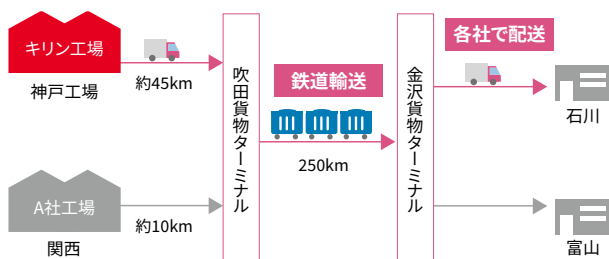 キリン工場
神戸工場
約45km
吹田貨物ターミナル
鉄道輸送
250km
金沢貨物ターミナル
各社で配送
石川
A社工場
関西
約10km
富山